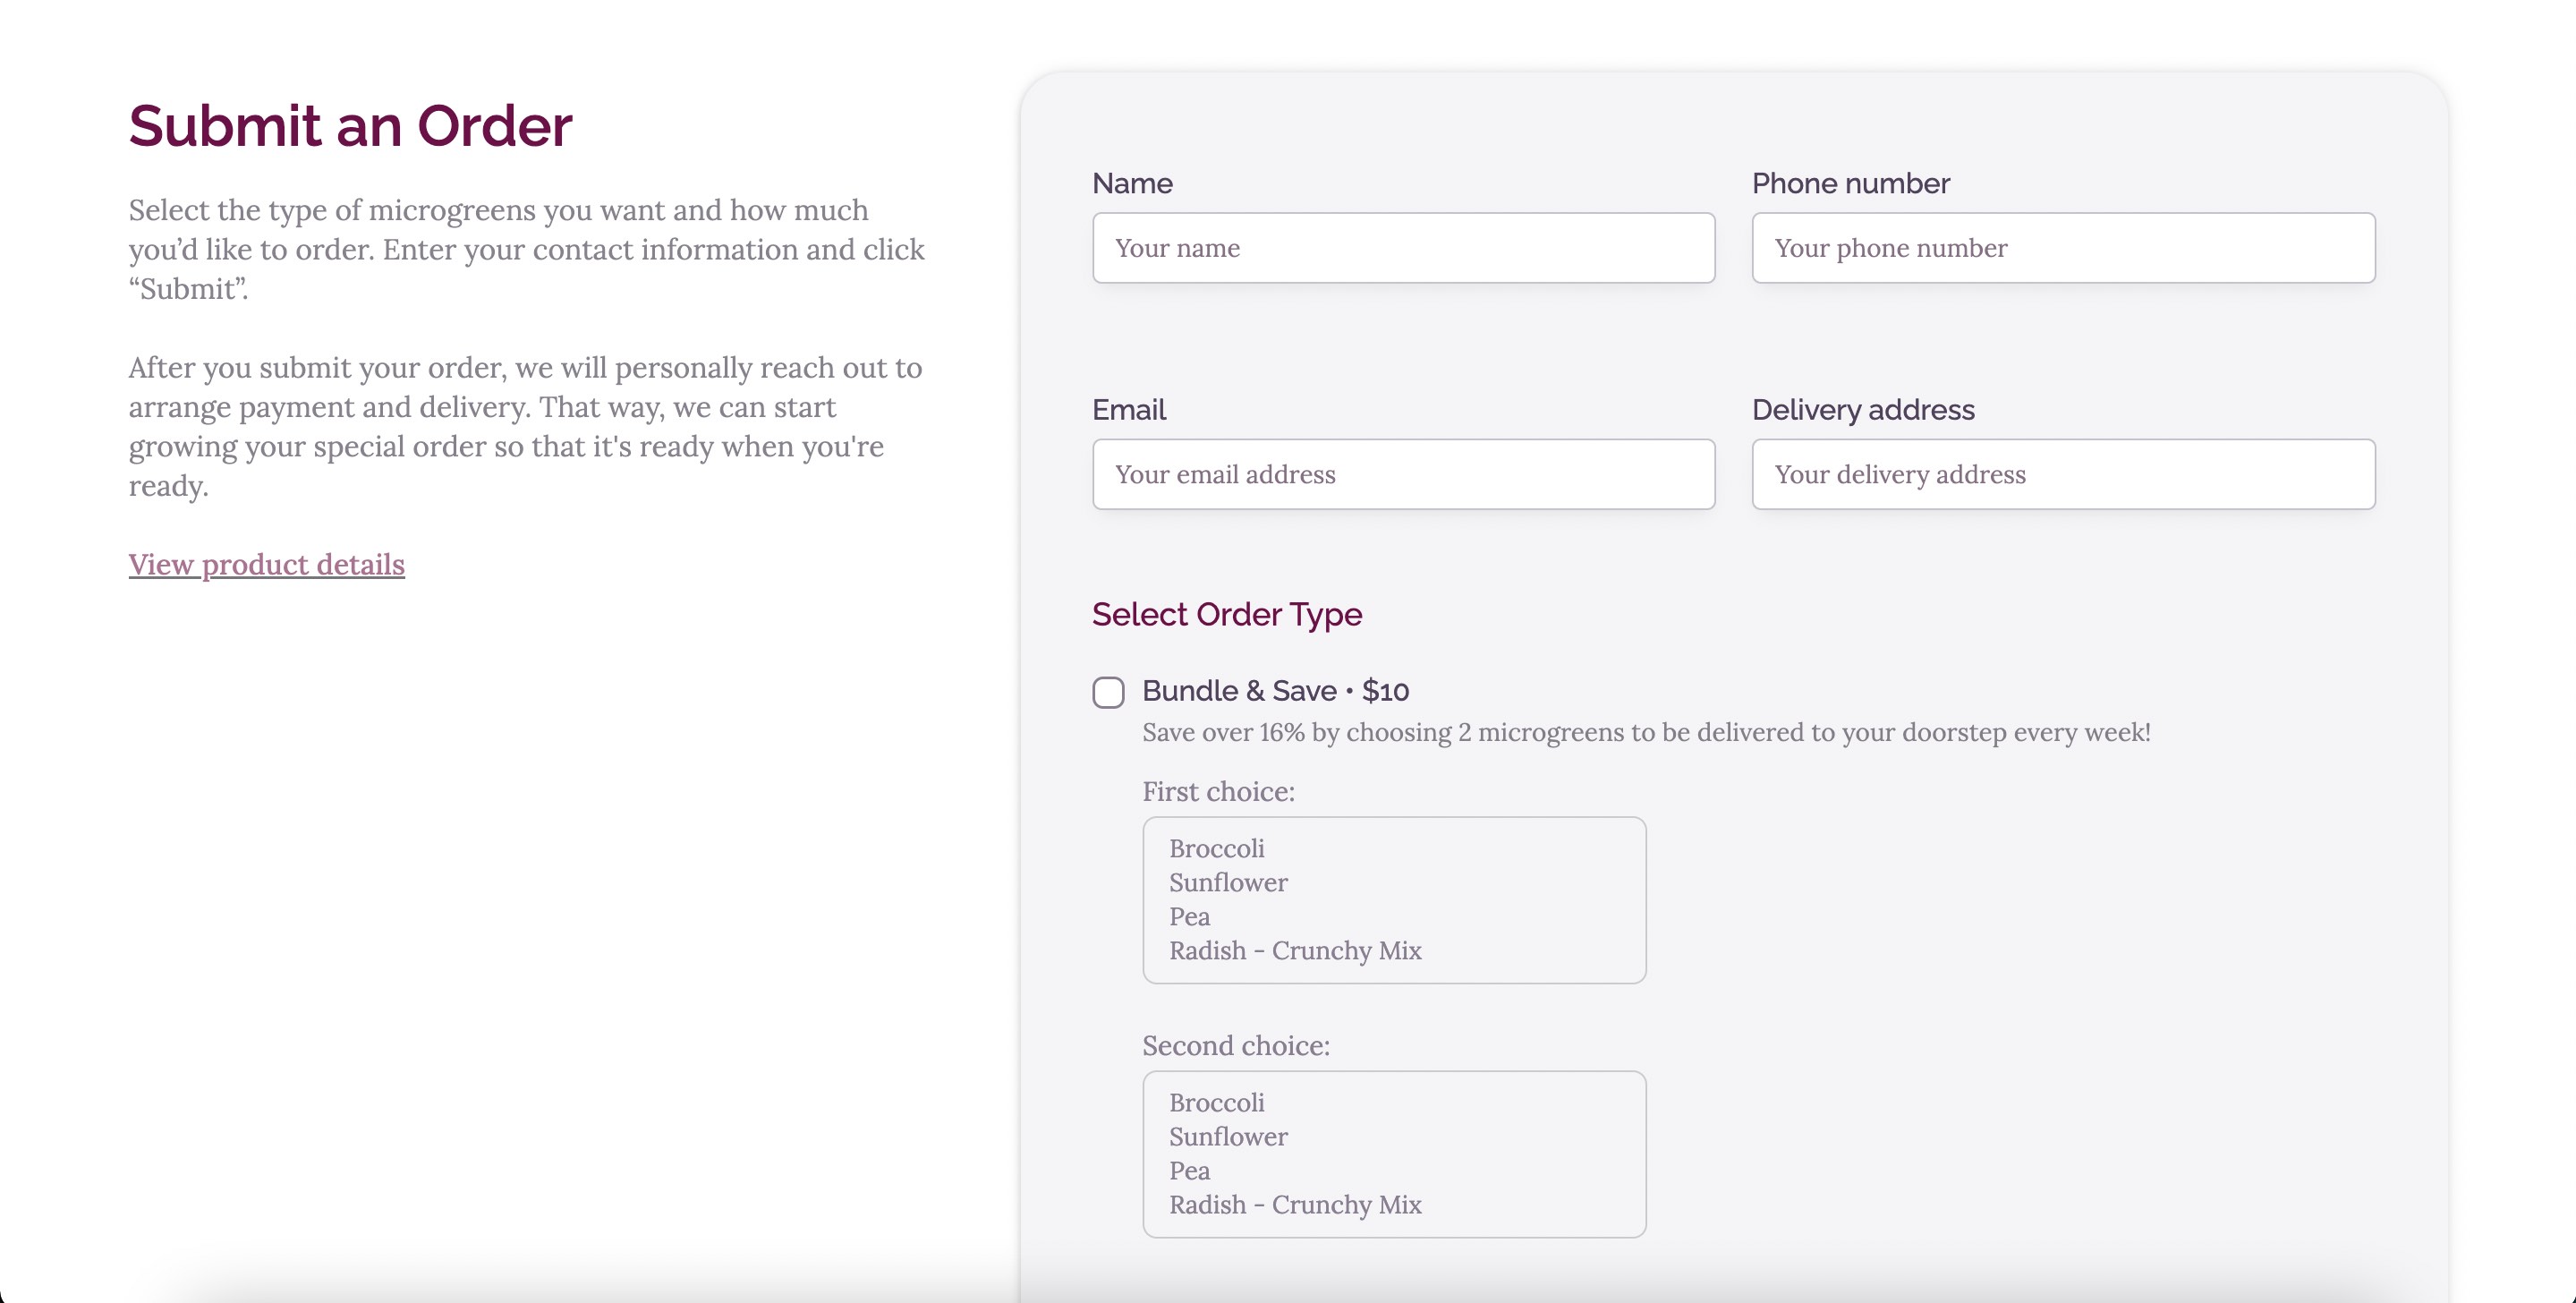 Submit an Order
Select the type of microgreens you want and how much
you’d like to order. Enter your contact information and click
“Submit”.
After you submit your order, we will personally reach out to
arrange payment and delivery. That way, we can start
growing your special order so that it's ready when you're
ready.
View product details
Name
Your name
Phone number
Your phone number
Email
Your email address
Delivery address
Your delivery address
Select Order Type
Bundle & Save • $10
Save over 16% by choosing 2 microgreens to be delivered to your doorstep every week!
First choice:
Broccoli
Sunflower
Pea
Radish - Crunchy Mix
Second choice:
Broccoli
Sunflower
Pea
Radish - Crunchy Mix